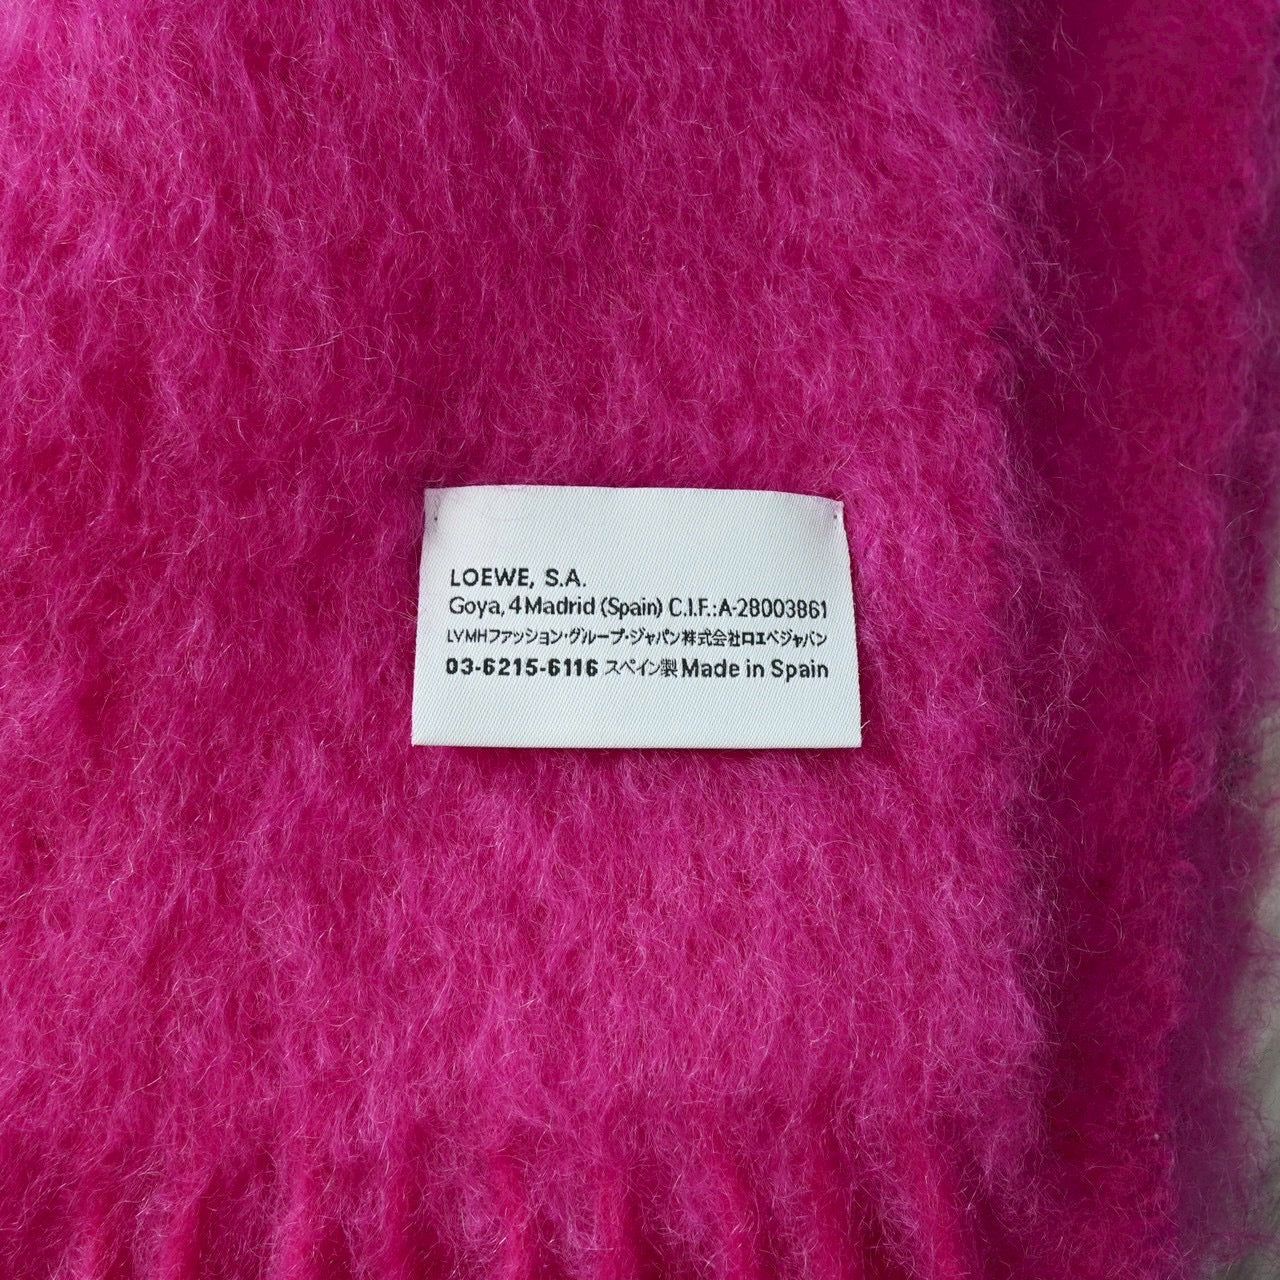 LOEWE, S.A.
Goya, 4 Madrid (Spain) C.I.F.:A-28003861
LVMHファッション・グループ・ジャパン株式会社ロエベジャパン
03-6215-6116 スペイン製 Made in Spain